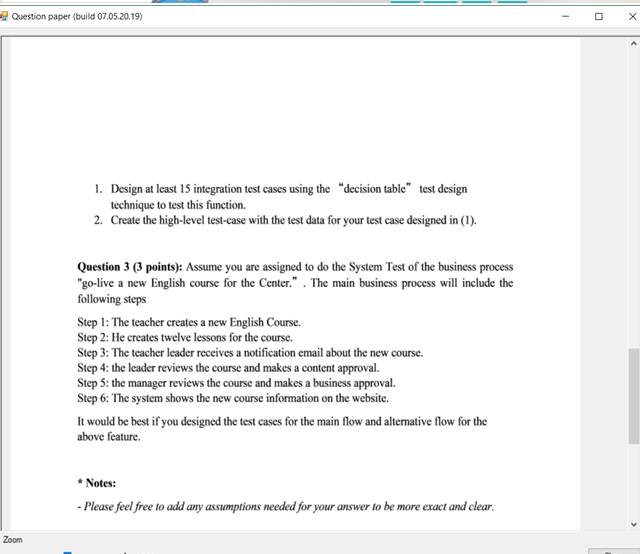 Question paper (build 07.05.20.19)
1. Design at least 15 integration test cases using the “decision table” test design
technique to test this function.
2. Create the high-level test-case with the test data for your test case designed in (1).
Question 3 (3 points): Assume you are assigned to do the System Test of the business process
"go-live a new English course for the Center.” . The main business process will include the
following steps
Step 1: The teacher creates a new English Course.
Step 2: He creates twelve lessons for the course.
Step 3: The teacher leader receives a notification email about the new course.
Step 4: the leader reviews the course and makes a content approval.
Step 5: the manager reviews the course and makes a business approval.
Step 6: The system shows the new course information on the website.
It would be best if you designed the test cases for the main flow and alternative flow for the
above feature.
* Notes:
- Please feel free to add any assumptions needed for your answer to be more exact and clear.
Zoom